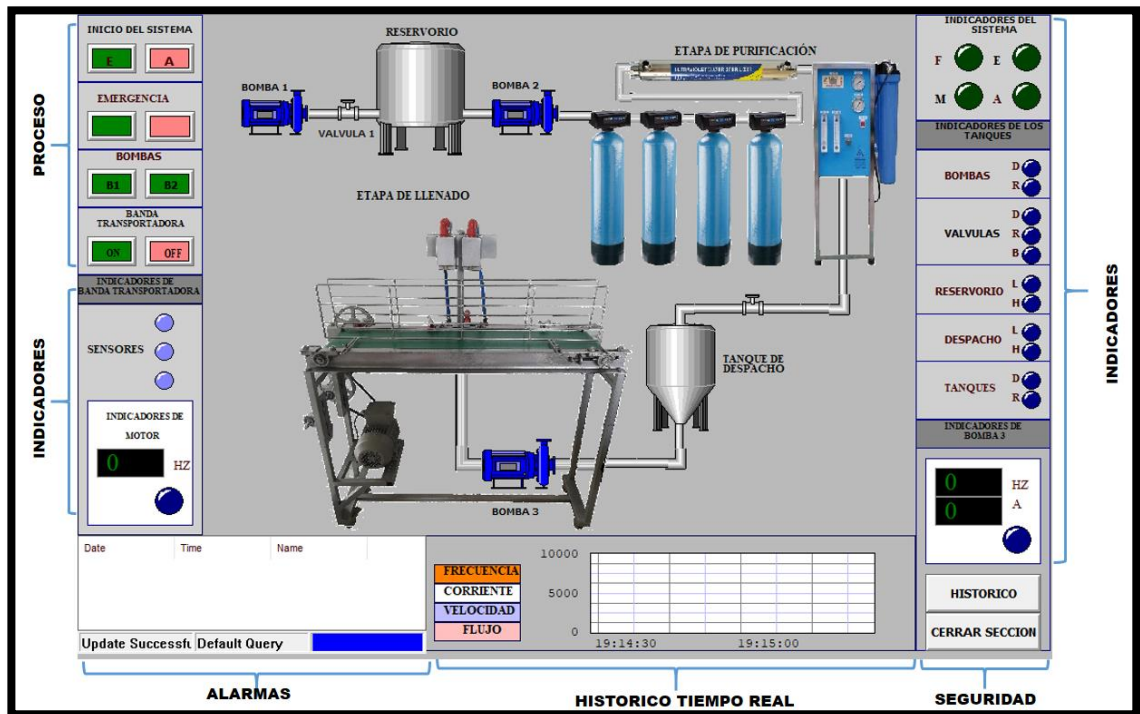 PROCESO
INICIO DEL SISTEMA
E A
EMERGENCIA
BOMBAS
B1 B2
BANDA
TRANSPORTADORA
ON OFF
INDICADORES
INDICADORES DE
BANDA TRANSPORTADORA
SENSORES
INDICADORES DE
MOTOR
0 HZ
RESERVORIO
BOMBA 1
VALVULA 1
BOMBA 2
ETAPA DE PURIFICACIÓN
ETAPA DE LLENADO
TANQUE DE
DESPACHO
BOMBA 3
INDICADORES DEL
SISTEMA
F E
M A
INDICADORES DE LOS
TANQUES
BOMBAS
D
R
VALVULAS
D
R
B
RESERVORIO
L
H
DESPACHO
L
H
TANQUES
D
R
INDICADORES DE
BOMBA 3
0 HZ
0 A
HISTORICO
CERRAR SECCION
INDICADORES
Date Time Name
Update Successfu Default Query
FRECUENCIA
CORRIENTE
VELOCIDAD
FLUJO
10000
5000
0
19:14:30 19:15:00
ALARMAS
HISTORICO TIEMPO REAL
SEGURIDAD